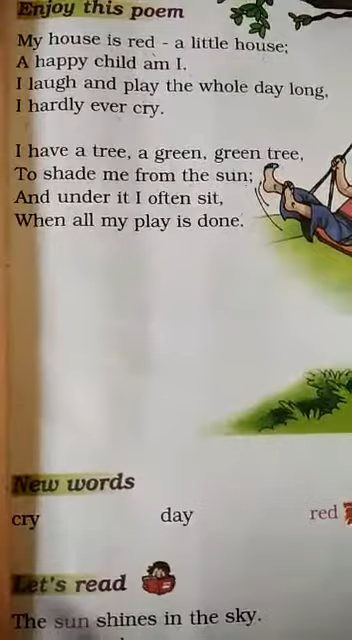 Enjoy this poem
My house is red - a little house;
A happy child am I.
I laugh and play the whole day long,
I hardly ever cry.
I have a tree, a green, green tree,
To shade me from the sun;
And under it I often sit,
When all my play is done.
New words
cry day red
Let's read
The sun shines in the sky.